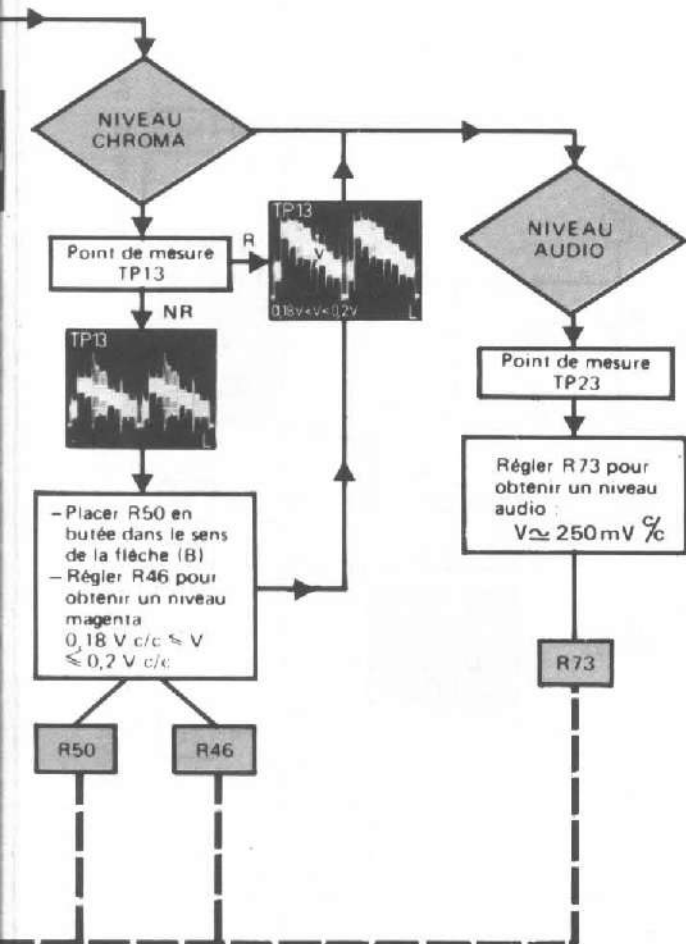 NIVEAU
CHROMA
Point de mesure
TP13
R
NR
TP13
V
0,18V<V<0,2V
L
TP13
L
–Placer R50 en
butée dans le sens
de la flèche (B)
– Régler R46 pour
obtenir un niveau
magenta
0,18 V c/c ⩽ V
⩽ 0,2 V c/c
R50
R46
NIVEAU
AUDIO
Point de mesure
TP23
Régler R73 pour
obtenir un niveau
audio :
V≃ 250mV c/c
R73